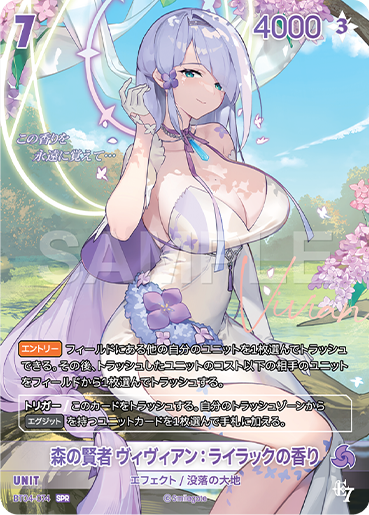 7
4000 3
この香りを
永遠に覚えて…
SAMPLE
Vivian
エントリー フィールドにある他の自分のユニットを1枚選んでトラッシュ
できる。その後、トラッシュしたユニットのコスト以下の相手のユニット
をフィールドから1枚選んでトラッシュする。
トリガー このカードをトラッシュする。自分のトラッシュゾーンから
エグジット を持つユニットカードを1枚選んで手札に加える。
森の賢者 ヴィヴィアン：ライラックの香り
UNIT
エフェクト / 没落の大地
SPR
©Smilegate